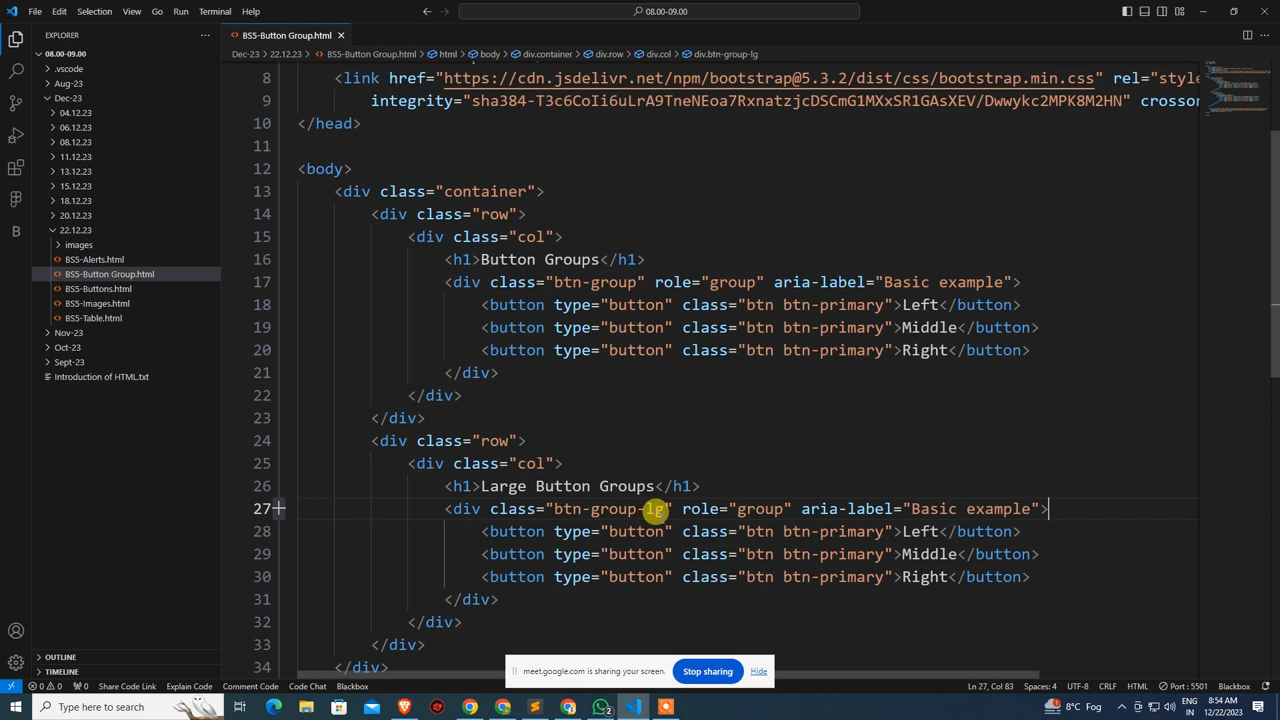 File Edit Selection View Go Run Terminal Help
08.00-09.00
EXPLORER
BS5-Button Group.html
08.00-09.00
Dec-23 > 22.12.23 > BS5-Button Group.html > html > body > div.container > div.row > div.col > div.btn-group-lg
.vscode
Aug-23
Dec-23
04.12.23
06.12.23
08.12.23
11.12.23
13.12.23
15.12.23
18.12.23
20.12.23
22.12.23
images
BS5-Alerts.html
BS5-Button Group.html
BS5-Buttons.html
BS5-Images.html
BS5-Table.html
Nov-23
Oct-23
Sept-23
Introduction of HTML.txt
OUTLINE
TIMELINE
8 <link href="https://cdn.jsdelivr.net/npm/bootstrap@5.3.2/dist/css/bootstrap.min.css" rel="style
9 integrity="sha384-T3c6CoIi6uLrA9TneNEoa7RxnatzjcDSCmG1MXxSR1GAsXEV/Dwwykc2MPK8M2HN" crosso
10 </head>
11
12 <body>
13 <div class="container">
14 <div class="row">
15 <div class="col">
16 <h1>Button Groups</h1>
17 <div class="btn-group" role="group" aria-label="Basic example">
18 <button type="button" class="btn btn-primary">Left</button>
19 <button type="button" class="btn btn-primary">Middle</button>
20 <button type="button" class="btn btn-primary">Right</button>
21 </div>
22 </div>
23 </div>
24 <div class="row">
25 <div class="col">
26 <h1>Large Button Groups</h1>
27 <div class="btn-group-lg" role="group" aria-label="Basic example">
28 <button type="button" class="btn btn-primary">Left</button>
29 <button type="button" class="btn btn-primary">Middle</button>
30 <button type="button" class="btn btn-primary">Right</button>
31 </div>
32 </div>
33 </div>
34 </div>
meet.google.com is sharing your screen. Stop sharing Hide
0 0 0 Share Code Link Explain Code Comment Code Code Chat Blackbox
Ln 27, Col 83 Spaces: 4 UTF-8 CRLF HTML Port : 5501 Blackbox
Type here to search
2
8°C Fog
ENG
IN
8:54 AM
12/22/2023